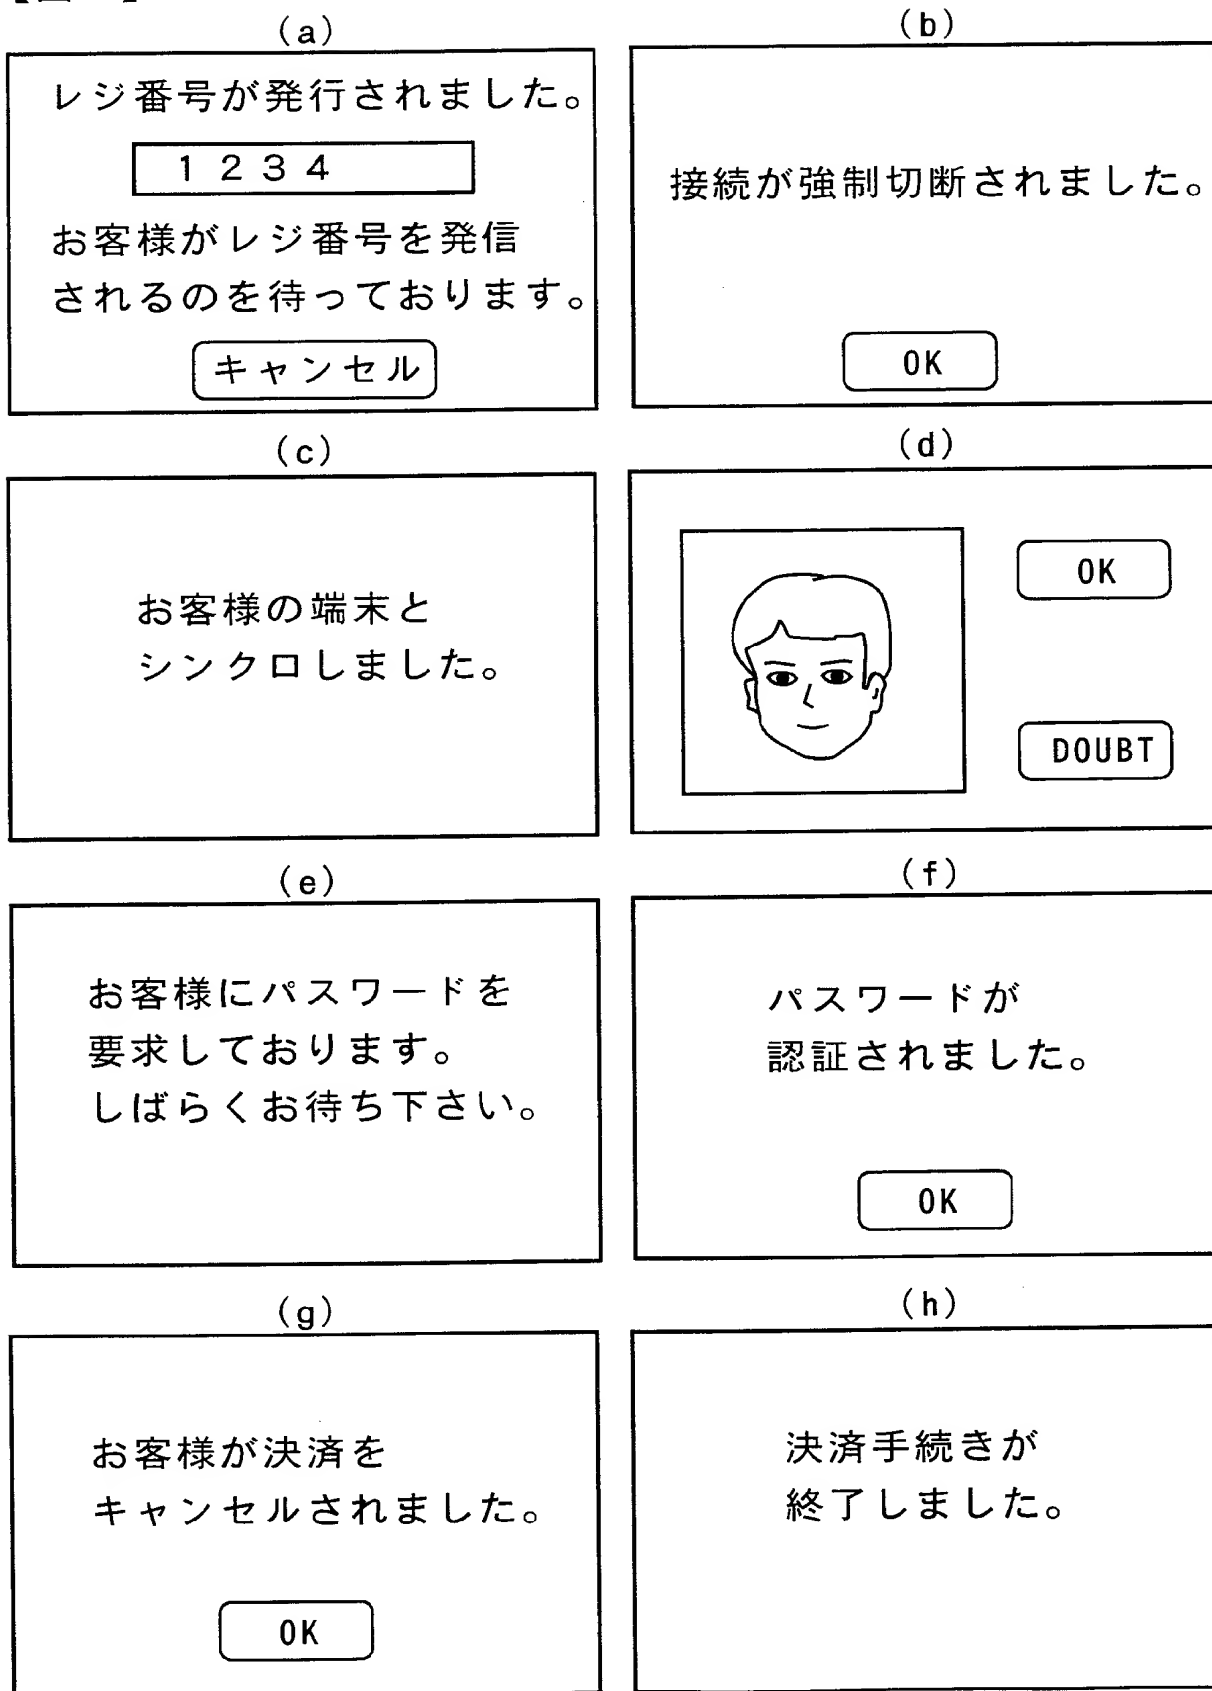 (a)
レジ番号が発行されました。
1234
お客様がレジ番号を発信
されるのを待っております。
キャンセル
(b)
接続が強制切断されました。
OK
(c)
お客様の端末と
シンクロしました。
(d)
OK
DOUBT
(e)
お客様にパスワードを
要求しております。
しばらくお待ち下さい。
(f)
パスワードが
認証されました。
OK
(g)
お客様が決済を
キャンセルされました。
OK
(h)
決済手続きが
終了しました。